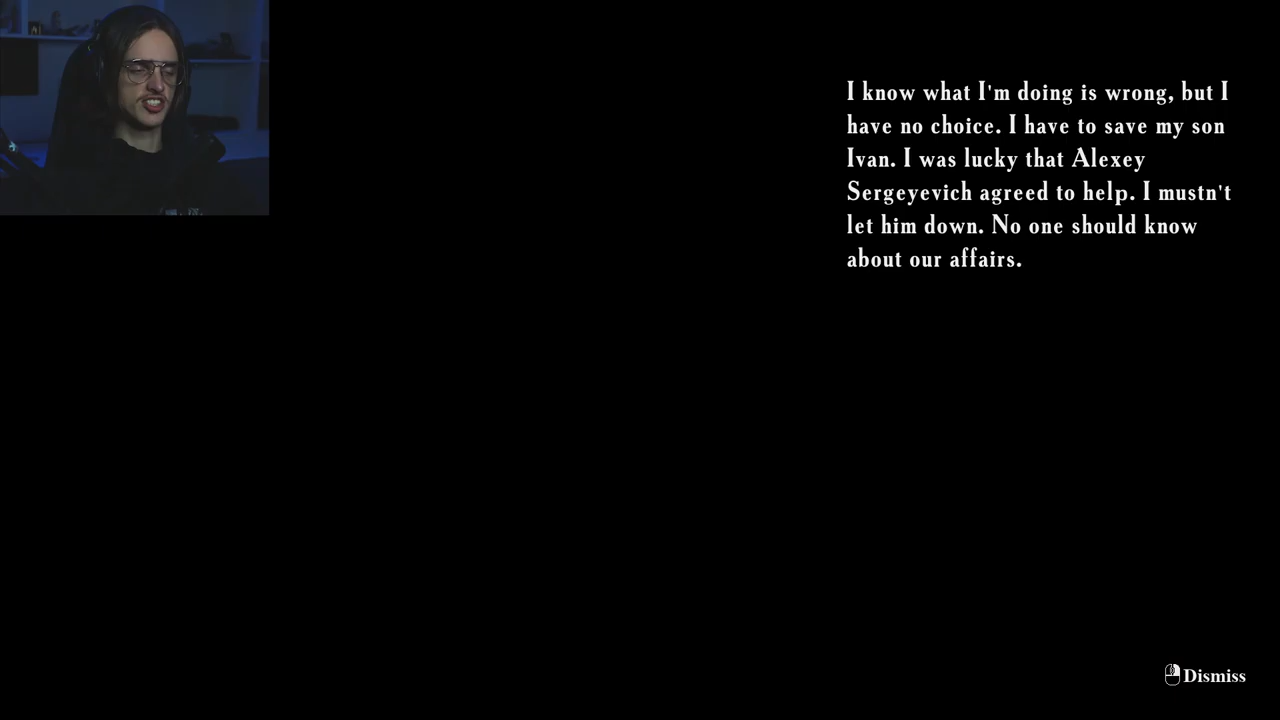 I know what I'm doing is wrong, but I
have no choice. I have to save my son
Ivan. I was lucky that Alexey
Sergeyevich agreed to help. I mustn't
let him down. No one should know
about our affairs.
Dismiss